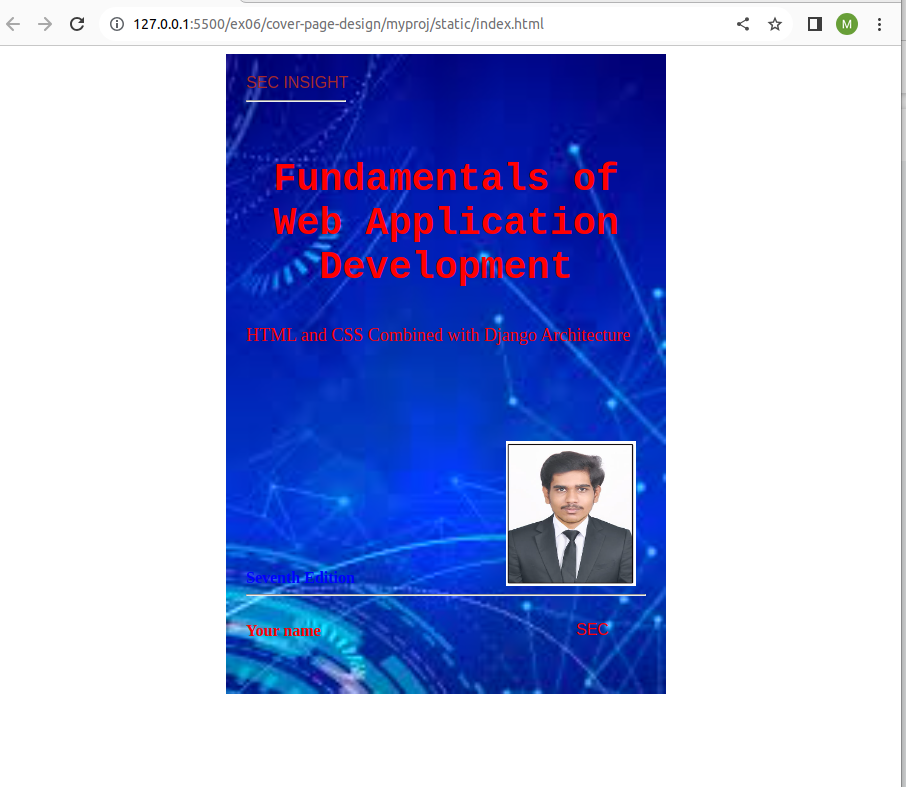 127.0.0.1:5500/ex06/cover-page-design/myproj/static/index.html
M
SEC INSIGHT
Fundamentals of
Web Application
Development
HTML and CSS Combined with Django Architecture
Seventh Edition
Your name
SEC